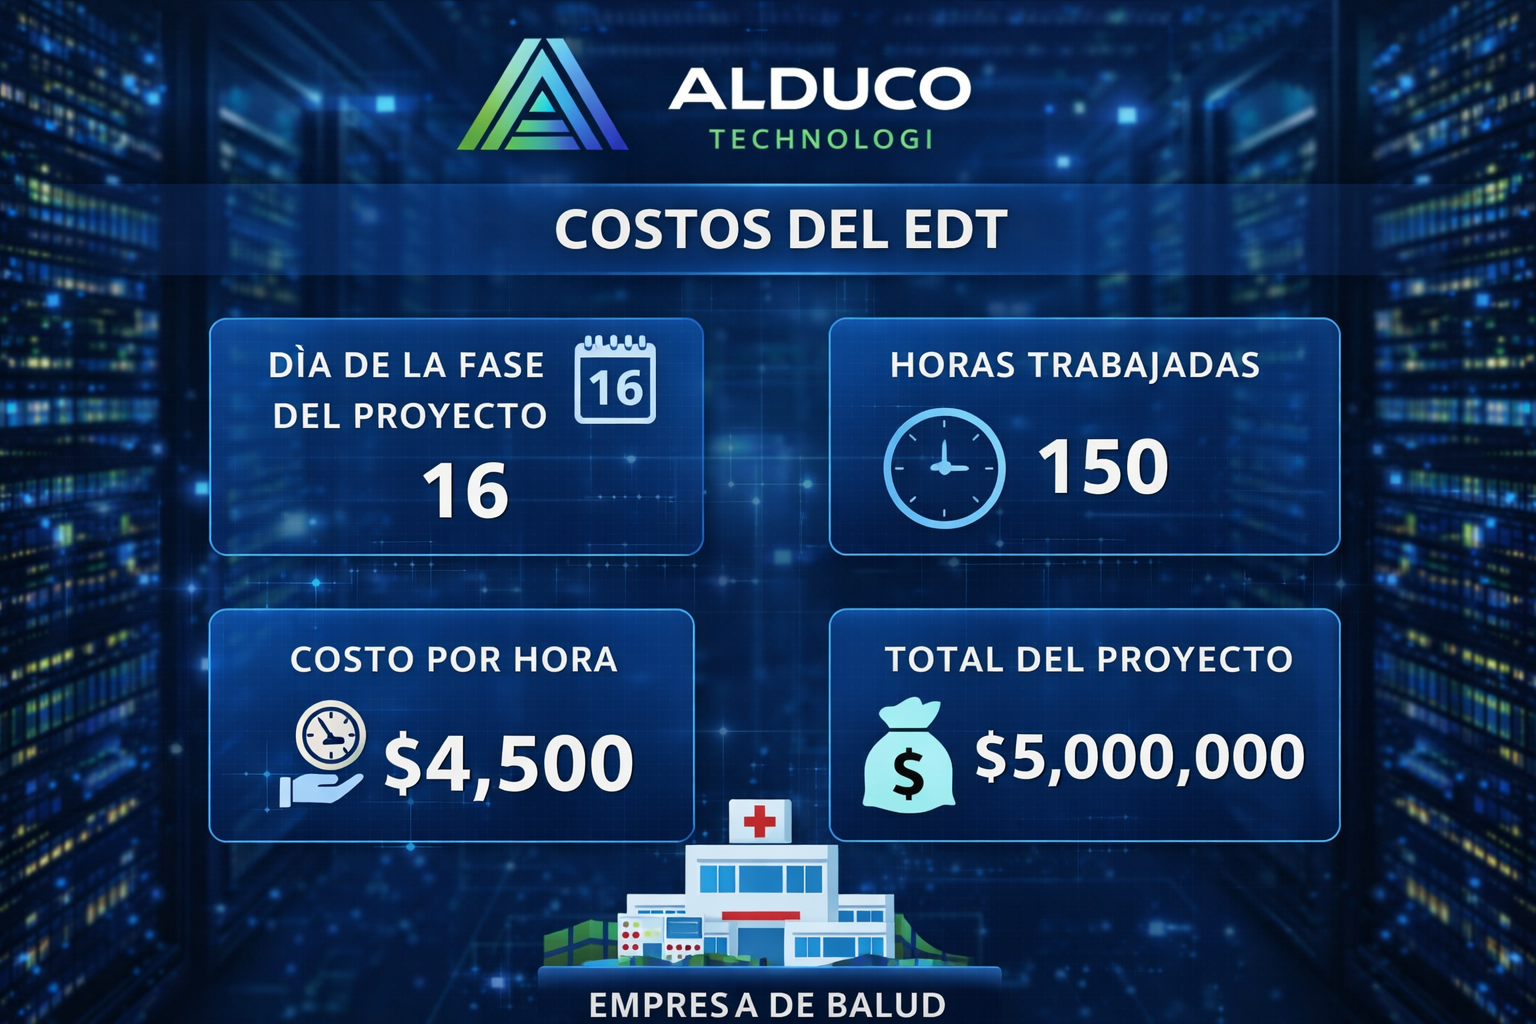 ALDUCO
TECHNOLOGI
COSTOS DEL EDT
DÌA DE LA FASE
DEL PROYECTO
16
16
HORAS TRABAJADAS
150
COSTO POR HORA
$4,500
TOTAL DEL PROYECTO
$
$5,000,000
EMPRESA DE BALUD